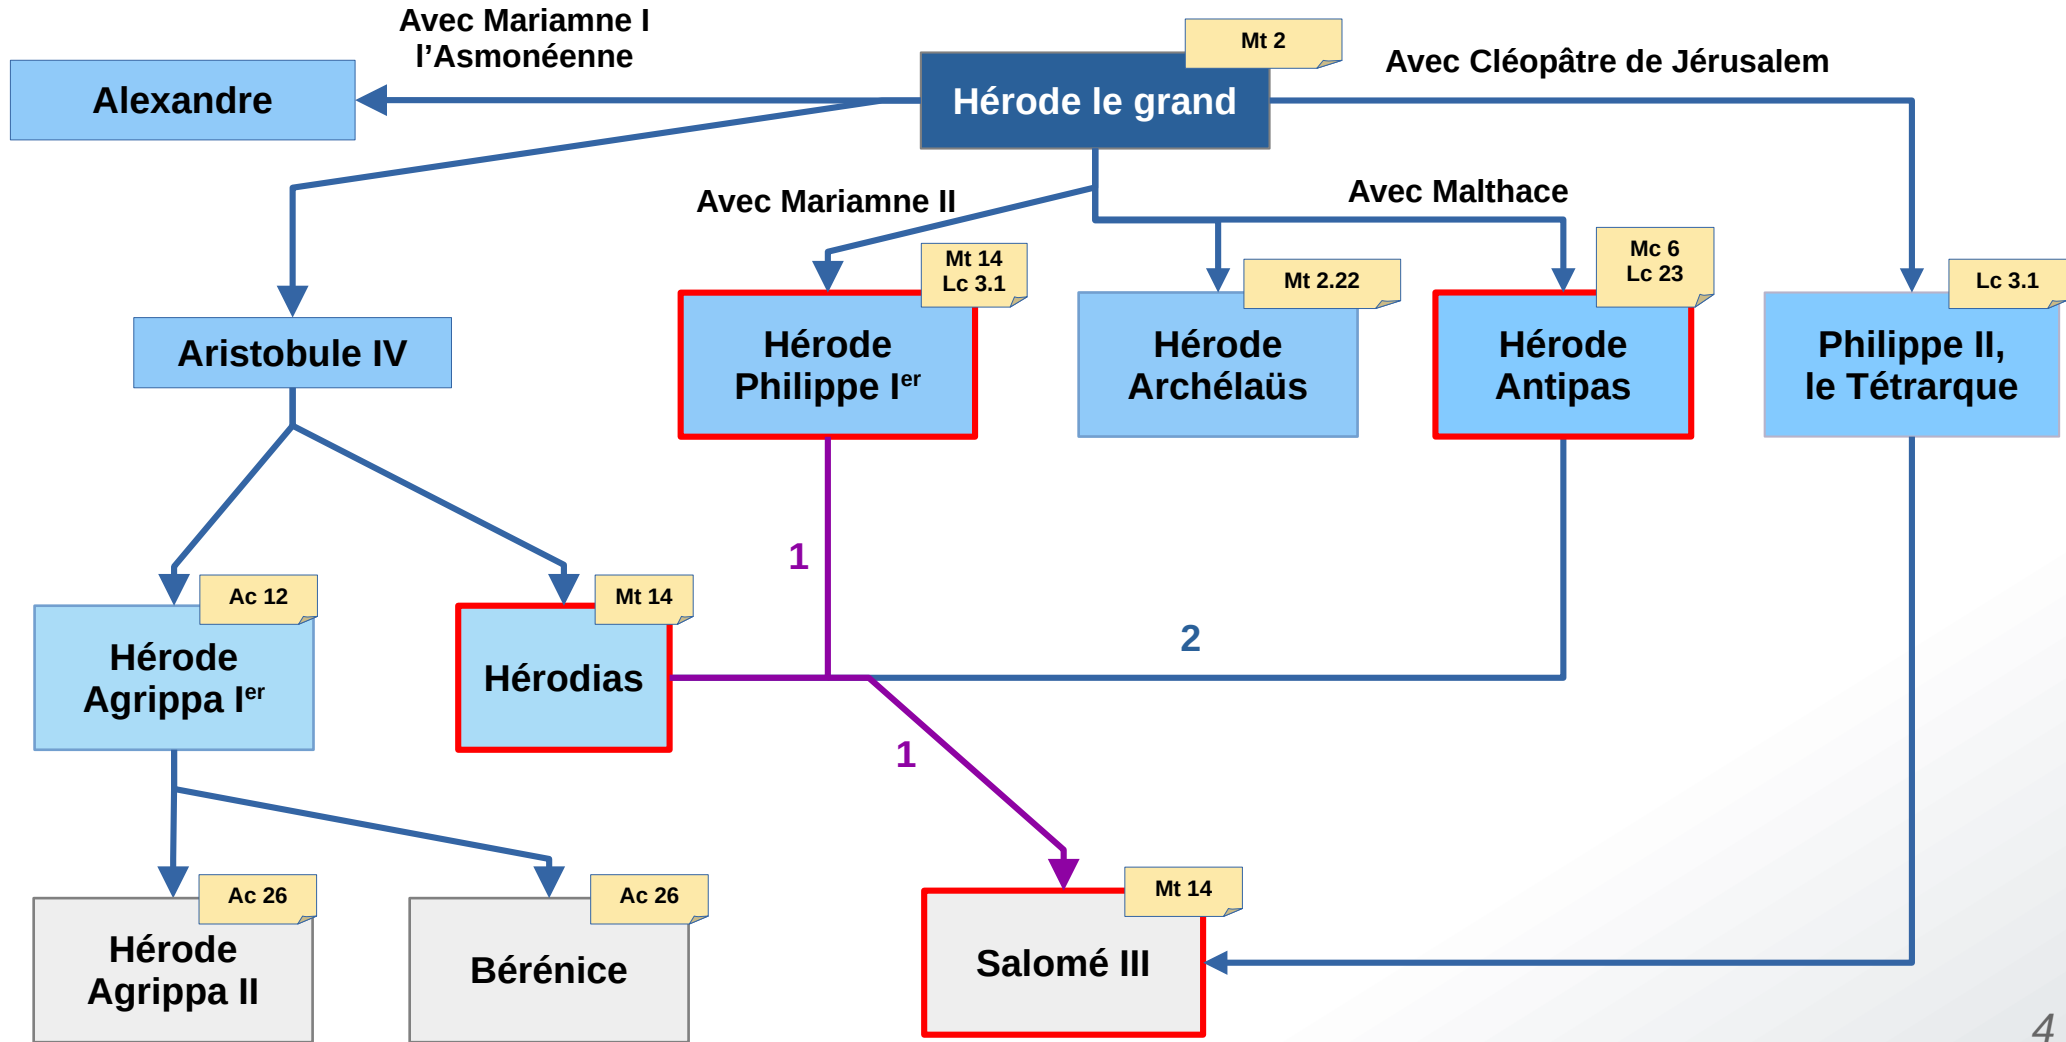 Avec Mariamne I
l'Asmonéenne
Mt 2
Avec Cléopâtre de Jérusalem
Alexandre
Hérode le grand
Avec Mariamne II
Avec Malthace
Mt 14
Lc 3.1
Mt 2.22
Mc 6
Lc 23
Lc 3.1
Aristobule IV
Hérode
Philippe Ier
Hérode
Archélaüs
Hérode
Antipas
Philippe II,
le Tétrarque
1
Ac 12
Mt 14
2
Hérode
Agrippa Ier
Hérodias
1
Ac 26
Ac 26
Mt 14
Hérode
Agrippa II
Bérénice
Salomé III
4